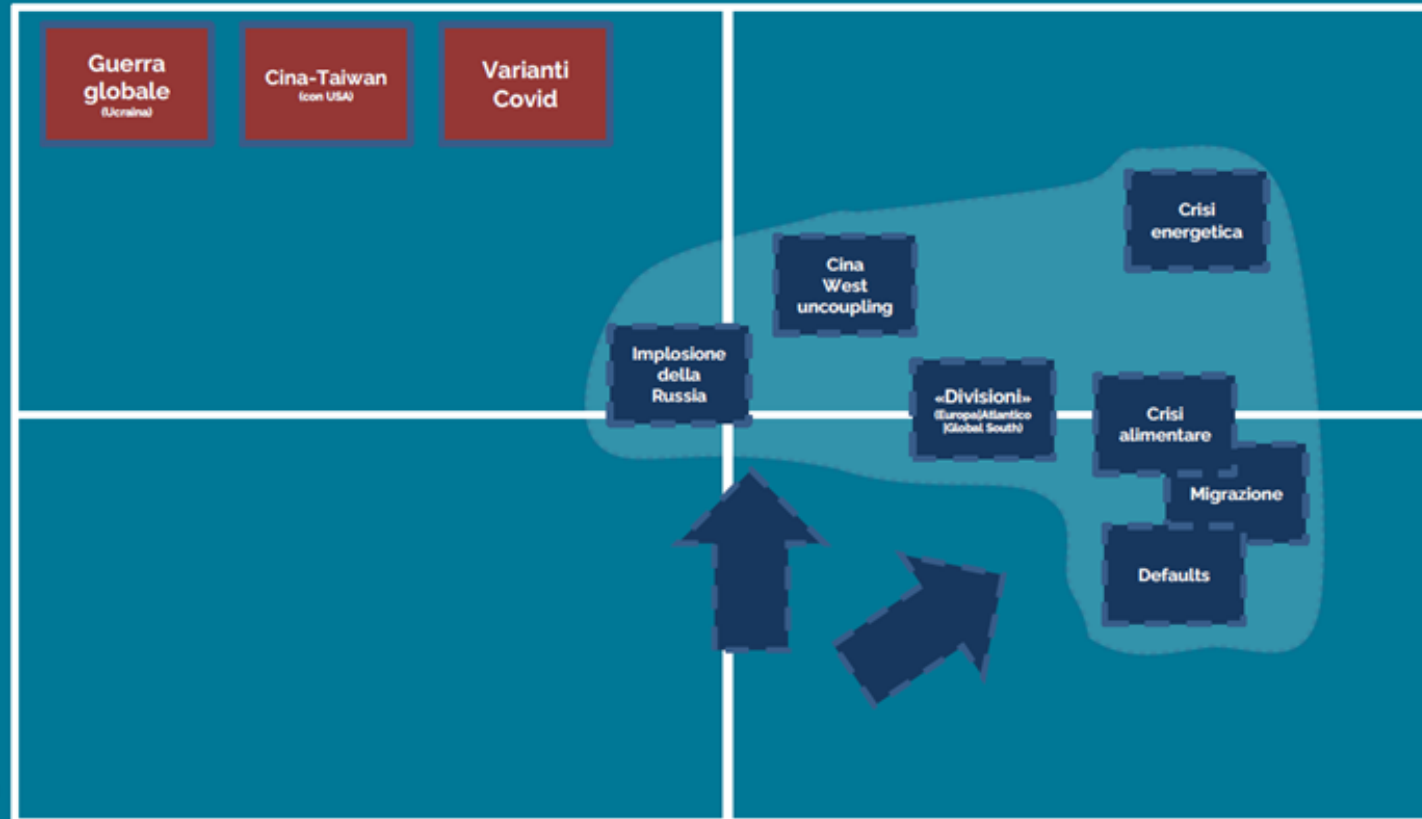 Guerra
globale
(Ucraina)
Cina-Taiwan
(con USA)
Varianti
Covid
Crisi
energetica
Cina
West
uncoupling
Implosione
della
Russia
«Divisioni»
(Europa|Atlantico
|Global South)
Crisi
alimentare
Migrazione
Defaults